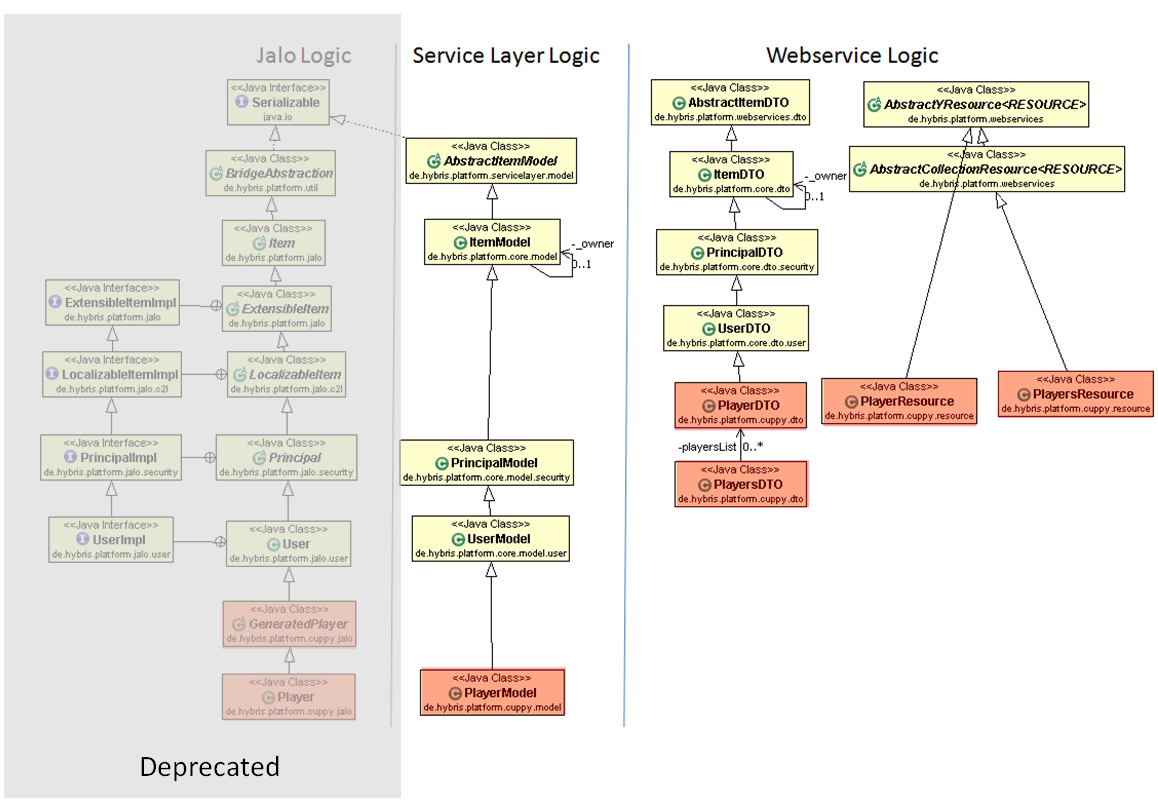 Jalo Logic
<<Java Interface>>
Serializable
java.io
<<Java Class>>
BridgeAbstraction
de.hybris.platform.util
<<Java Class>>
Item
de.hybris.platform.jalo
<<Java Interface>>
ExtensibleItemImpl
de.hybris.platform.jalo
<<Java Class>>
ExtensibleItem
de.hybris.platform.jalo
<<Java Interface>>
LocalizableItemImpl
de.hybris.platform.jalo.c2l
<<Java Class>>
LocalizableItem
de.hybris.platform.jalo.c2l
<<Java Interface>>
PrincipalImpl
de.hybris.platform.jalo.security
<<Java Class>>
Principal
de.hybris.platform.jalo.security
<<Java Interface>>
UserImpl
de.hybris.platform.jalo.user
<<Java Class>>
User
de.hybris.platform.jalo.user
<<Java Class>>
GeneratedPlayer
de.hybris.platform.cuppy.jalo
<<Java Class>>
Player
de.hybris.platform.cuppy.jalo
Deprecated
Service Layer Logic
<<Java Class>>
AbstractItemModel
de.hybris.platform.servicelayer.model
<<Java Class>>
ItemModel
de.hybris.platform.core.model
-_owner
0..1
<<Java Class>>
PrincipalModel
de.hybris.platform.core.model.security
<<Java Class>>
UserModel
de.hybris.platform.core.model.user
<<Java Class>>
PlayerModel
de.hybris.platform.cuppy.model
Webservice Logic
<<Java Class>>
AbstractItemDTO
de.hybris.platform.webservices.dto
<<Java Class>>
ItemDTO
de.hybris.platform.core.dto
-_owner
0..1
<<Java Class>>
PrincipalDTO
de.hybris.platform.core.dto.security
<<Java Class>>
UserDTO
de.hybris.platform.core.dto.user
<<Java Class>>
PlayerDTO
de.hybris.platform.cuppy.dto
-playersList 0..*
<<Java Class>>
PlayersDTO
de.hybris.platform.cuppy.dto
<<Java Class>>
AbstractYResource<RESOURCE>
de.hybris.platform.webservices
<<Java Class>>
AbstractCollectionResource<RESOURCE>
de.hybris.platform.webservices
<<Java Class>>
PlayerResource
de.hybris.platform.cuppy.resource
<<Java Class>>
PlayersResource
de.hybris.platform.cuppy.resource